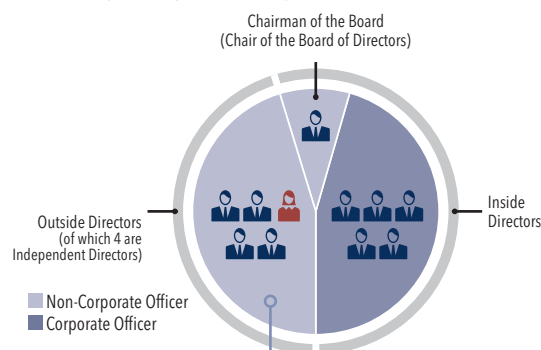 Chairman of the Board
(Chair of the Board of Directors)
Outside Directors
(of which 4 are
Independent Directors)
Inside
Directors
Non-Corporate Officer
Corporate Officer